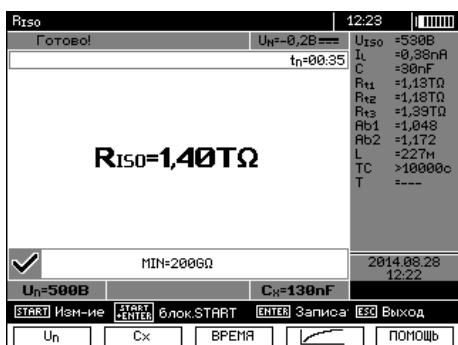 RISO 12:23
Готово! UN=-0,2В
tn=00:35
RISO=1,40TΩ
UISO =530В
IL =0,38nA
C =30nF
Rt1 =1,13TΩ
Rt2 =1,18TΩ
Rt3 =1,39TΩ
Ab1 =1,048
Ab2 =1,172
L =227м
TC >10000с
T =---
MIN=200GΩ
2014.08.28
12:22
Un=500В CX=130nF
START Изм-ие START +ENTER блок.START ENTER Записа ESC Выход
Un Cx ВРЕМЯ ПОМОЩЬ